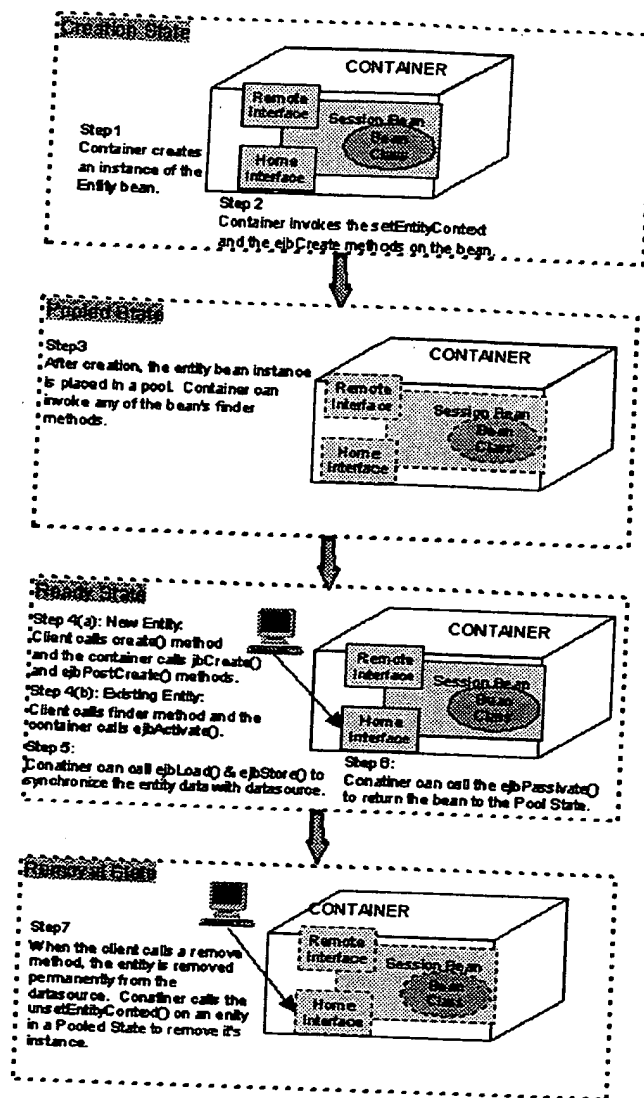 Creation State
CONTAINER
Remote
Interface
Session Bean
Bean
Class
Home
Interface
Step1
Container creates
an instance of the
Entity bean.
Step 2
Container invokes the setEntityContext
and the ejbCreate methods on the bean.
Pooled State
Step3
After creation, the entity bean instance
is placed in a pool. Container can
invoke any of the bean's finder
methods.
CONTAINER
Remote
Interface
Session Bean
Bean
Class
Home
Interface
Ready State
Step 4(a): New Entity:
Client calls create() method
and the container calls jbCreate()
and ejbPostCreate() methods.
Step 4(b): Existing Entity:
Client calls finder method and the
container calls ejbActivate().
Step 5:
Conatiner can call ejbLoad() & ejbStore() to
synchronize the entity data with datasource.
CONTAINER
Remote
Interface
Session Bean
Bean
Class
Home
Interface
Step 6:
Conatiner can call the ejbPassivate()
to return the bean to the Pool State.
Removal State
Step7
When the client calls a remove
method, the entity is removed
permanently from the
datasource. Conatiner calls the
unsetEntityContext() on an enity
in a Pooled State to remove it's
instance.
CONTAINER
Remote
Interface
Session Bean
Bean
Class
Home
Interface